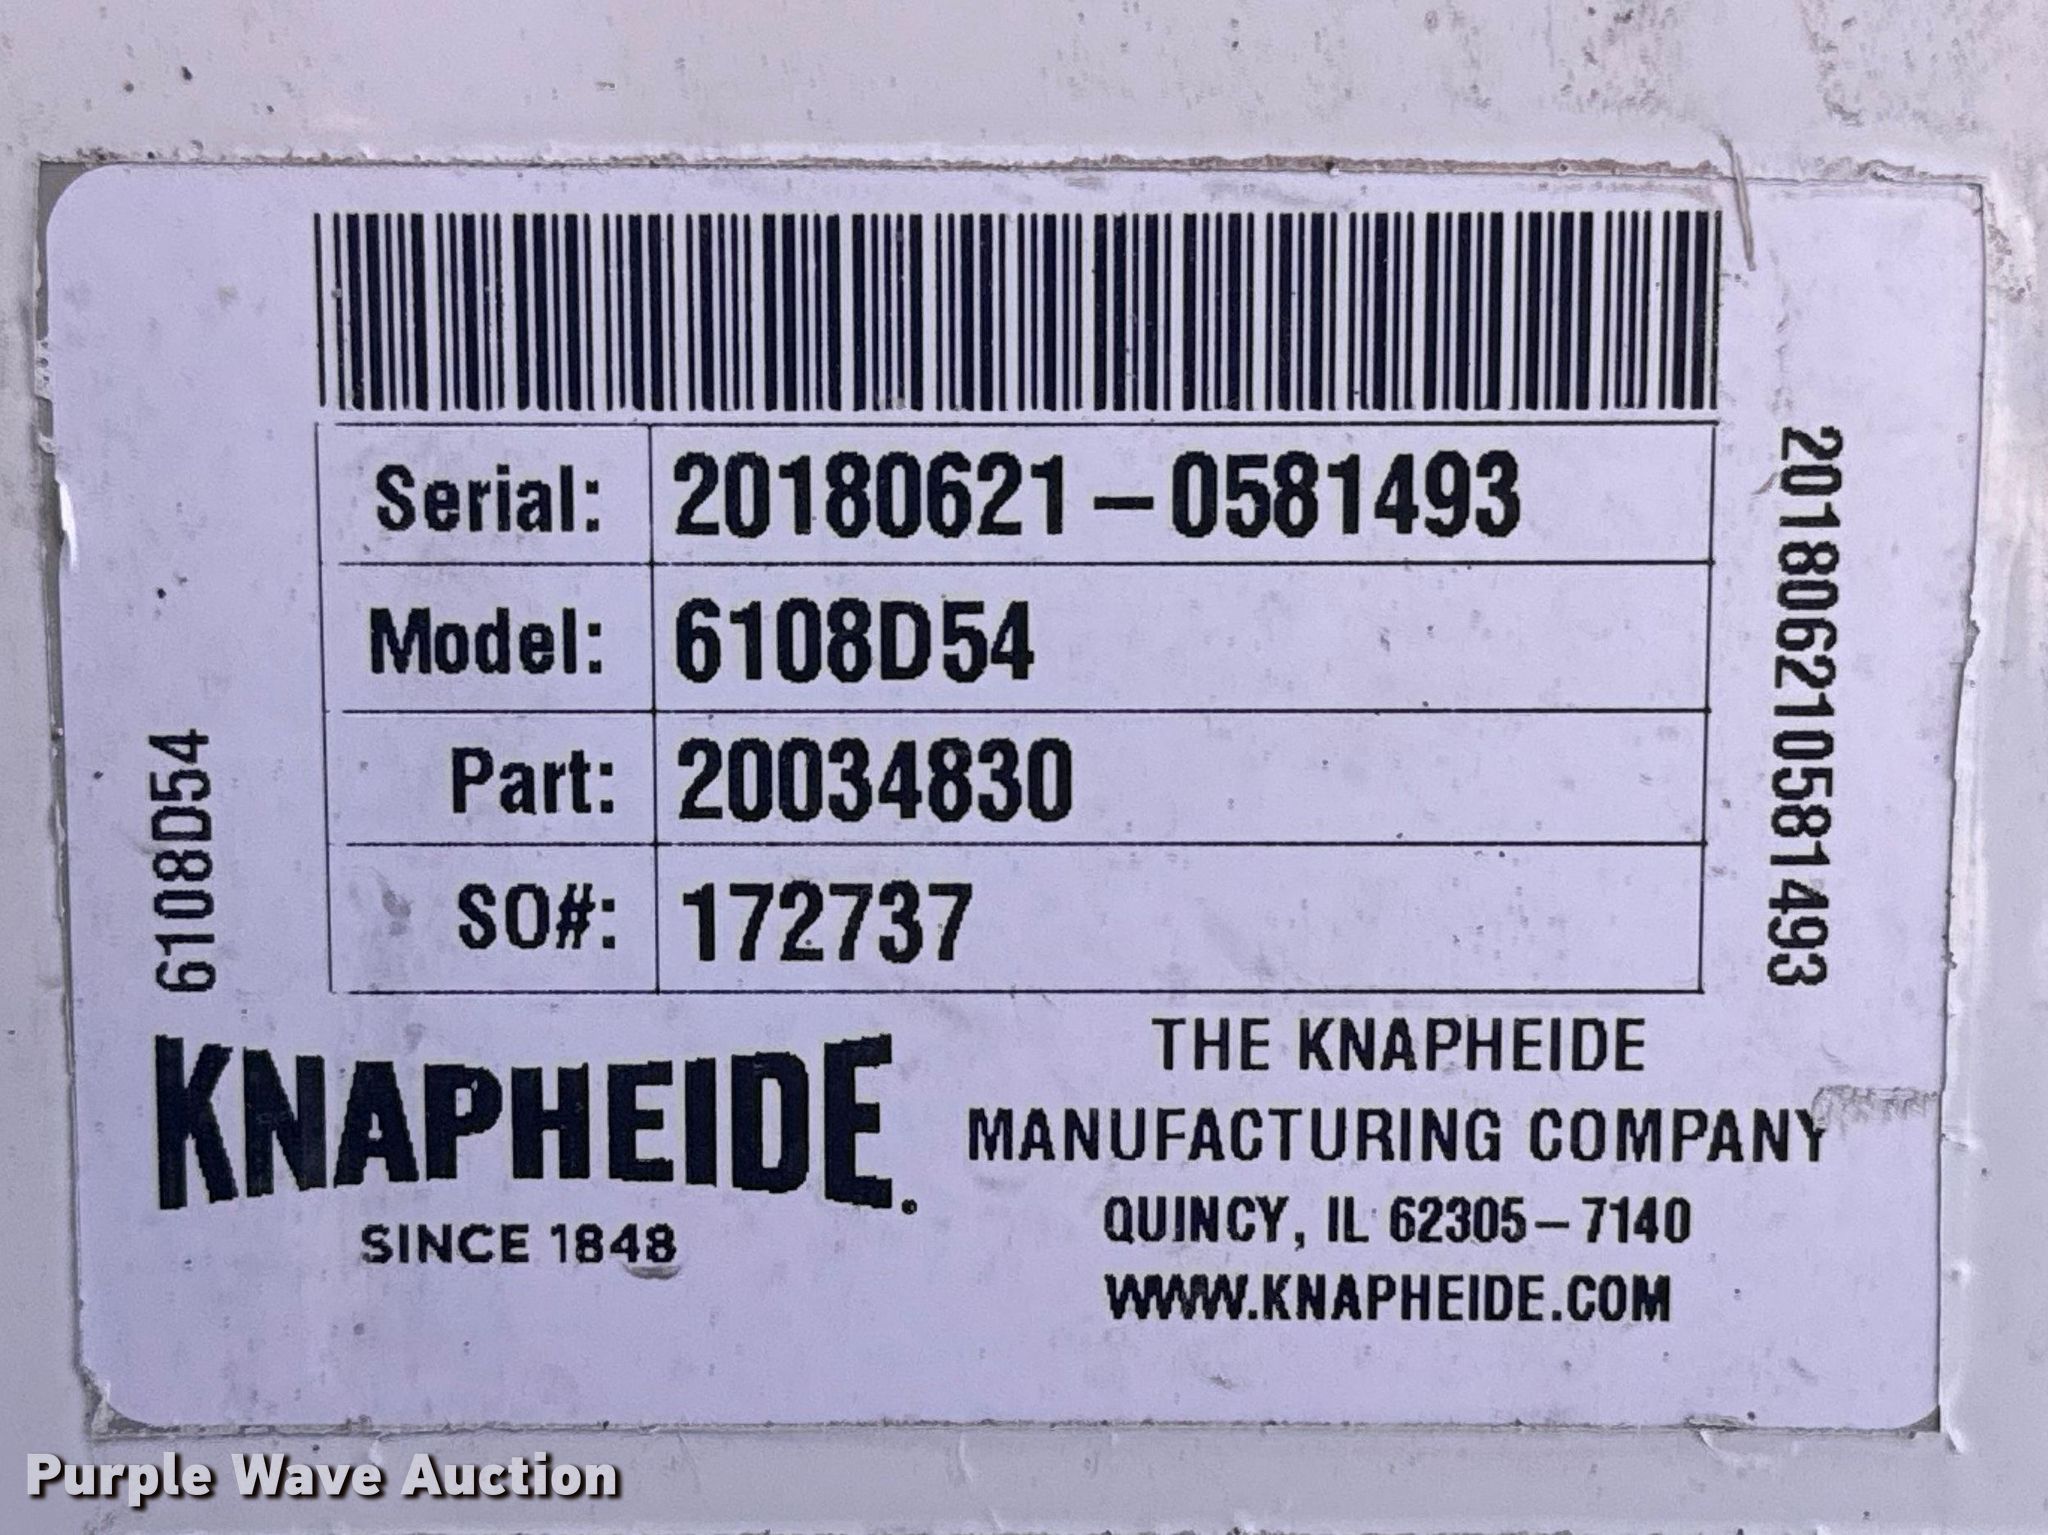 Serial: 20180621-0581493
Model: 6108D54
Part: 20034830
SO#: 172737
6108D54
201806210581493
KNAPHEIDE.
SINCE 1848
THE KNAPHEIDE
MANUFACTURING COMPANY
QUINCY, IL 62305-7140
WWW.KNAPHEIDE.COM
Purple Wave Auction